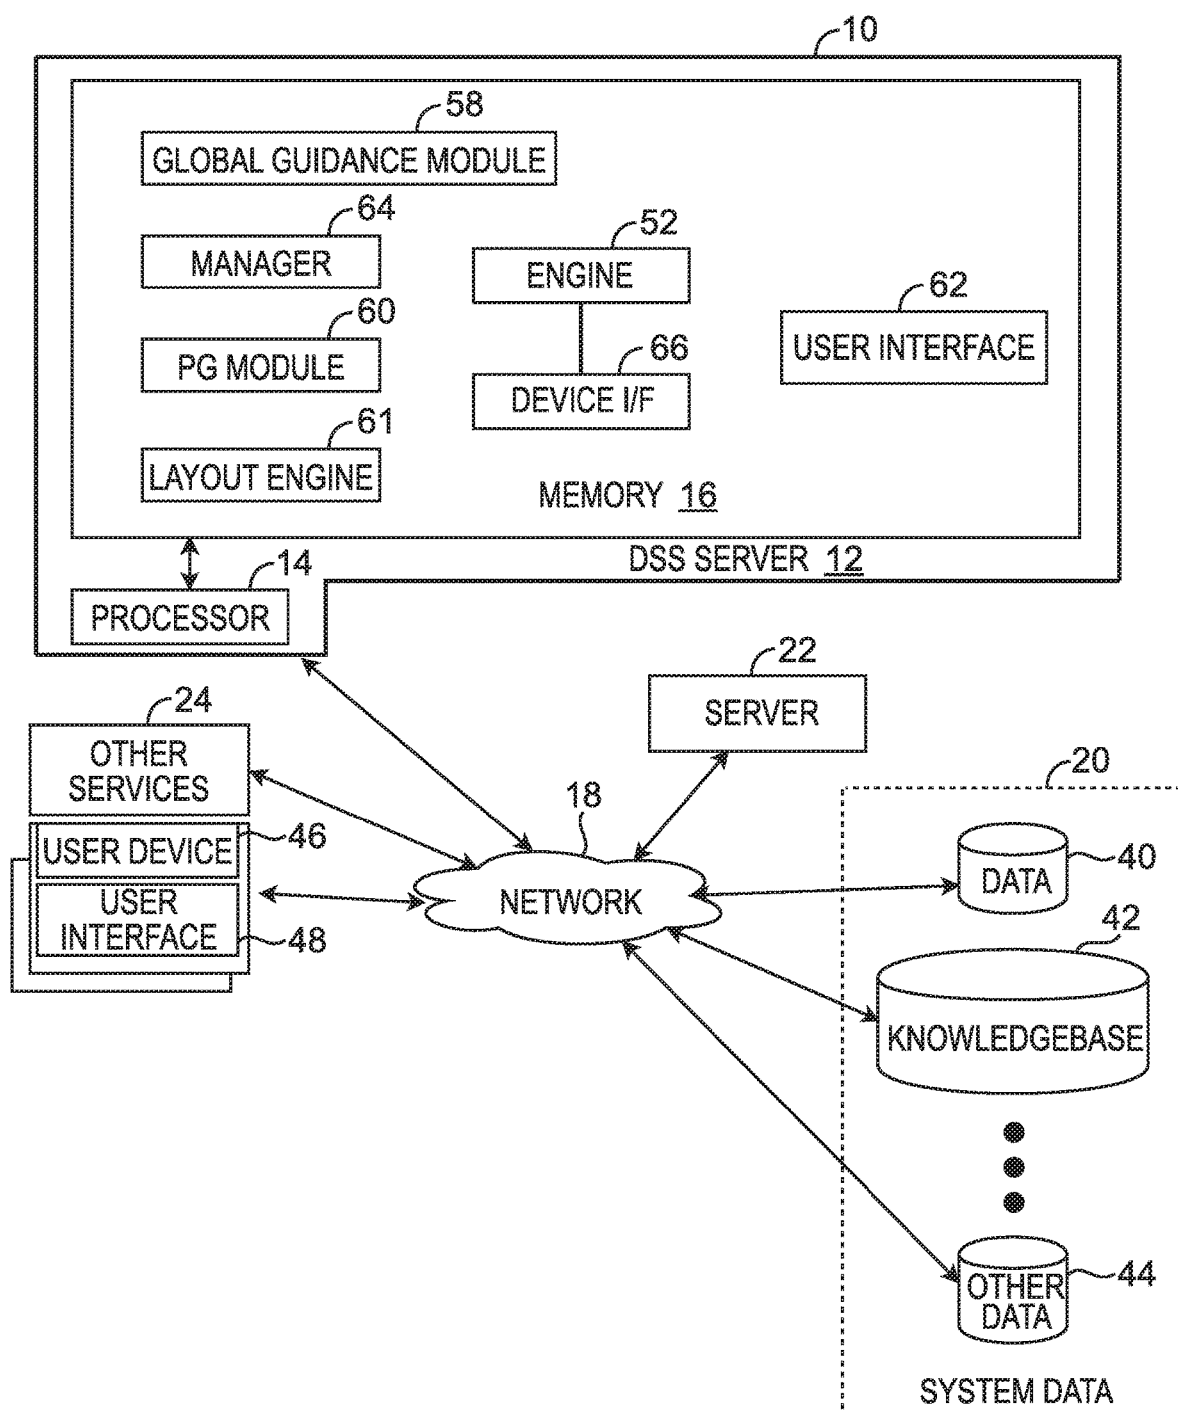 10
58
GLOBAL GUIDANCE MODULE
64
MANAGER
52
ENGINE
62
USER INTERFACE
60
PG MODULE
66
DEVICE I/F
61
LAYOUT ENGINE
MEMORY 16
DSS SERVER 12
14
PROCESSOR
22
SERVER
24
OTHER
SERVICES
20
18
NETWORK
USER DEVICE
46
USER
INTERFACE
48
DATA
40
42
KNOWLEDGEBASE
OTHER
DATA
44
SYSTEM DATA